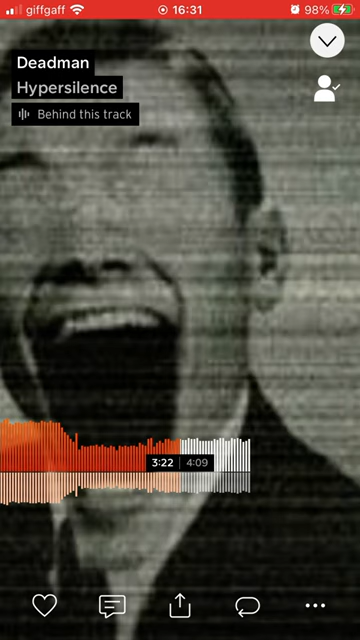 giffgaff 16:31 98%
Deadman
Hypersilence
Behind this track
3:22 | 4:09